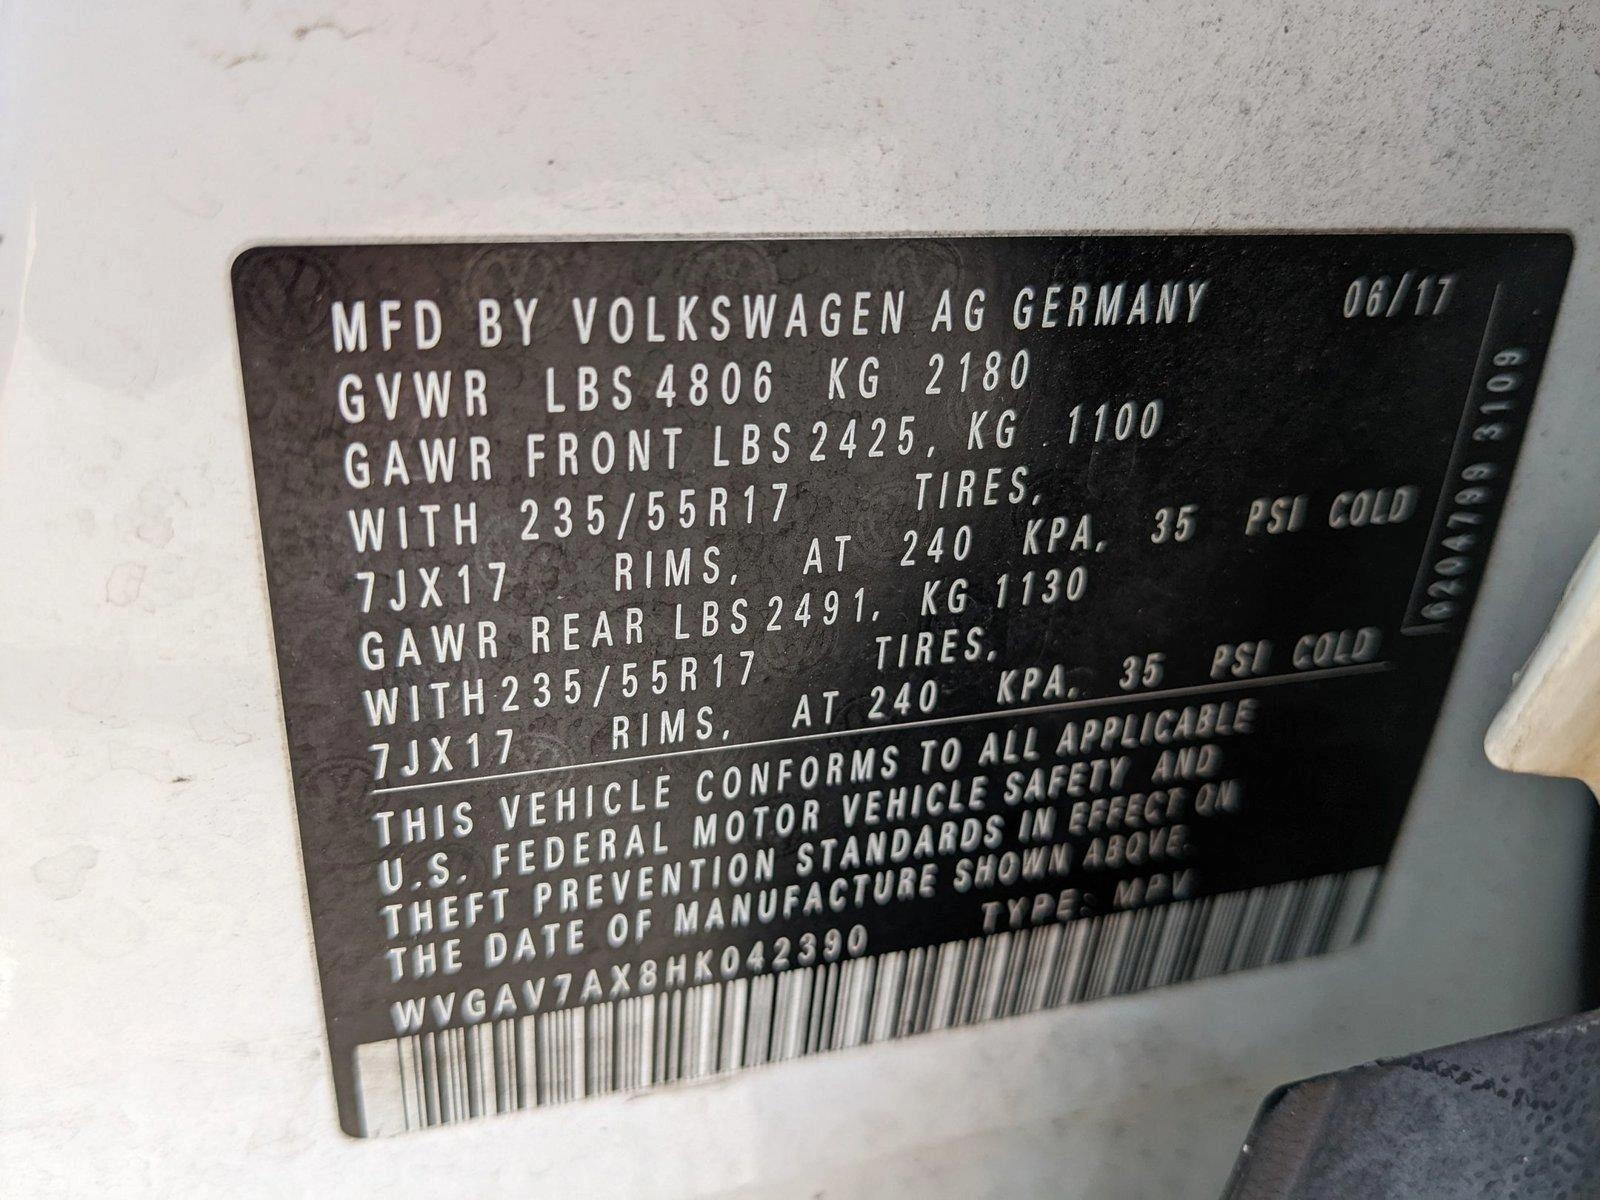 MFD BY VOLKSWAGEN AG GERMANY 06/17
GVWR LBS 4806 KG 2180
GAWR FRONT LBS 2425, KG 1100
WITH 235/55R17 TIRES,
7JX17 RIMS, AT 240 KPA, 35 PSI COLD
GAWR REAR LBS 2491, KG 1130
WITH 235/55R17 TIRES,
7JX17 RIMS, AT 240 KPA, 35 PSI COLD
THIS VEHICLE CONFORMS TO ALL APPLICABLE
U.S. FEDERAL MOTOR VEHICLE SAFETY AND
THEFT PREVENTION STANDARDS IN EFFECT ON
THE DATE OF MANUFACTURE SHOWN ABOVE.
WVGAV7AX8HK042390 TYPE: MPV
6204799 3109